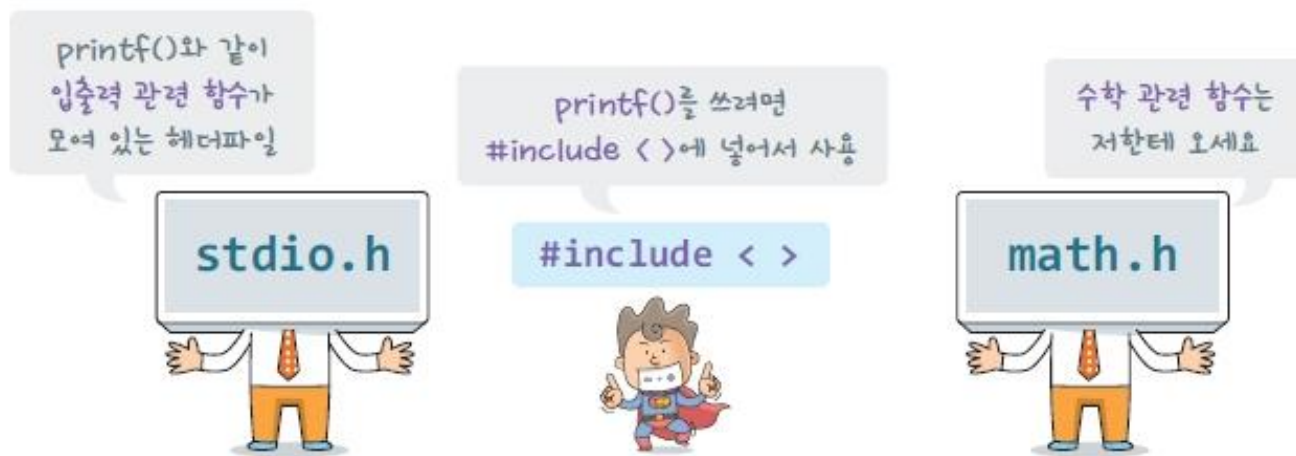 printf()와 같이
입출력 관련 함수가
모여 있는 헤더파일
stdio.h
printf()를 쓰려면
#include < >에 넣어서 사용
#include < >
수학 관련 함수는
저한테 오세요
math.h